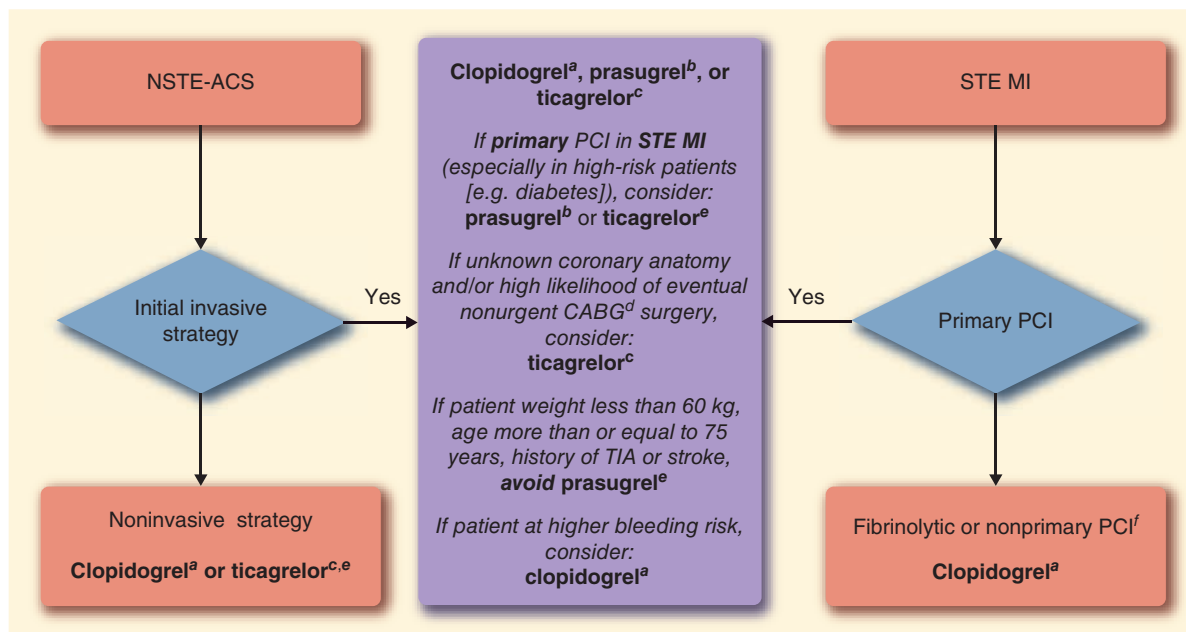 NSTE-ACS
Initial invasive
strategy
Yes
Noninvasive strategy
Clopidogrelᵃ or ticagrelorᶜ,ᵉ
Clopidogrelᵃ, prasugrelᵇ, or
ticagrelorᶜ
If primary PCI in STE MI
(especially in high-risk patients
[e.g. diabetes]), consider:
prasugrelᵇ or ticagrelorᵉ
If unknown coronary anatomy
and/or high likelihood of eventual
nonurgent CABGᵈ surgery,
consider:
ticagrelorᶜ
If patient weight less than 60 kg,
age more than or equal to 75
years, history of TIA or stroke,
avoid prasugrelᵉ
If patient at higher bleeding risk,
consider:
clopidogrelᵃ
STE MI
Yes
Primary PCI
Fibrinolytic or nonprimary PCIᶠ
Clopidogrelᵃ